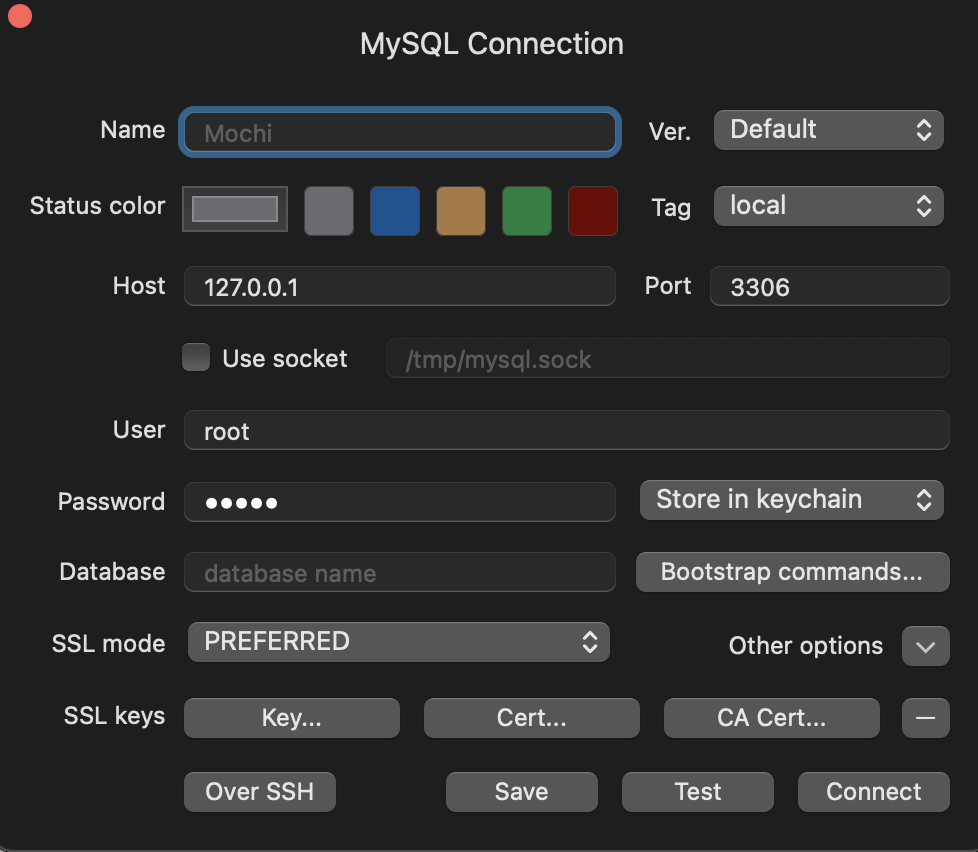 MySQL Connection
Name Mochi Ver. Default
Status color Tag local
Host 127.0.0.1 Port 3306
Use socket /tmp/mysql.sock
User root
Password ••••• Store in keychain
Database database name Bootstrap commands...
SSL mode PREFERRED Other options
SSL keys Key... Cert... CA Cert... —
Over SSH Save Test Connect